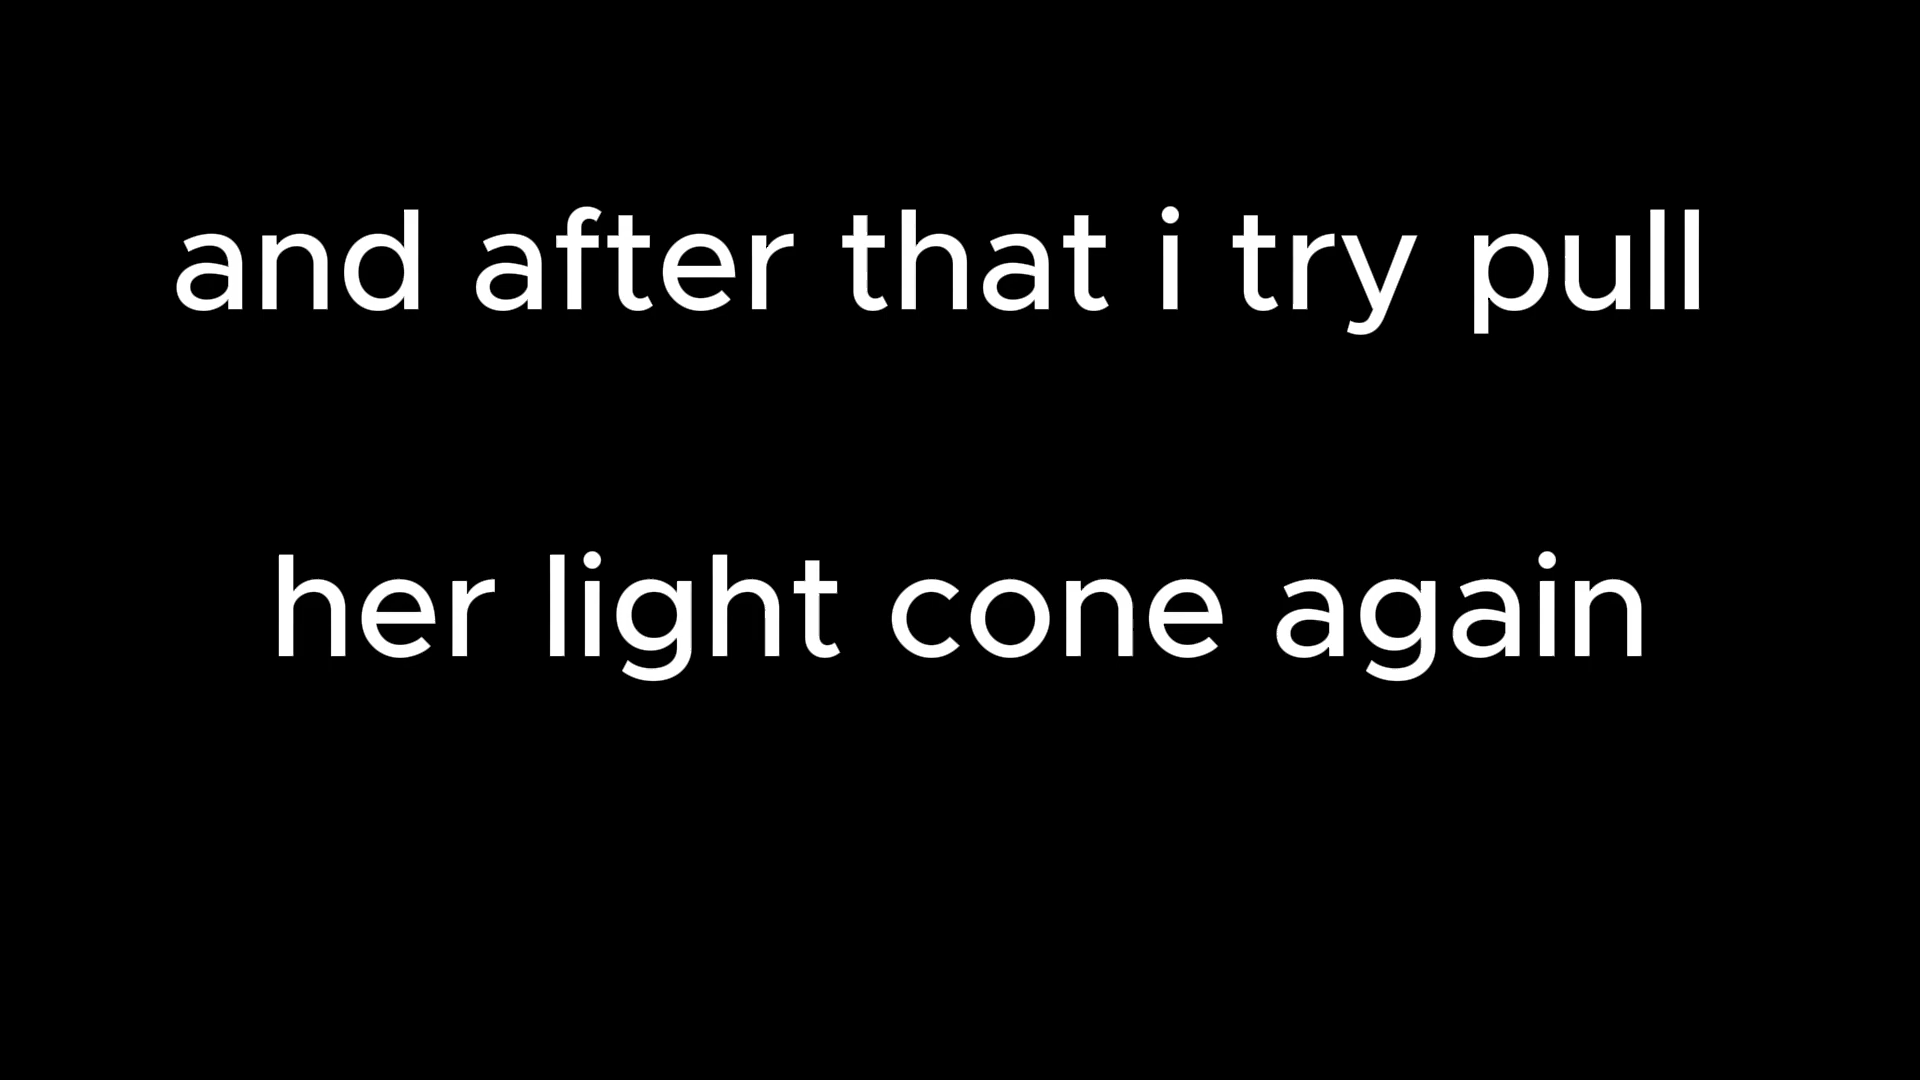 and after that i try pull
her light cone again